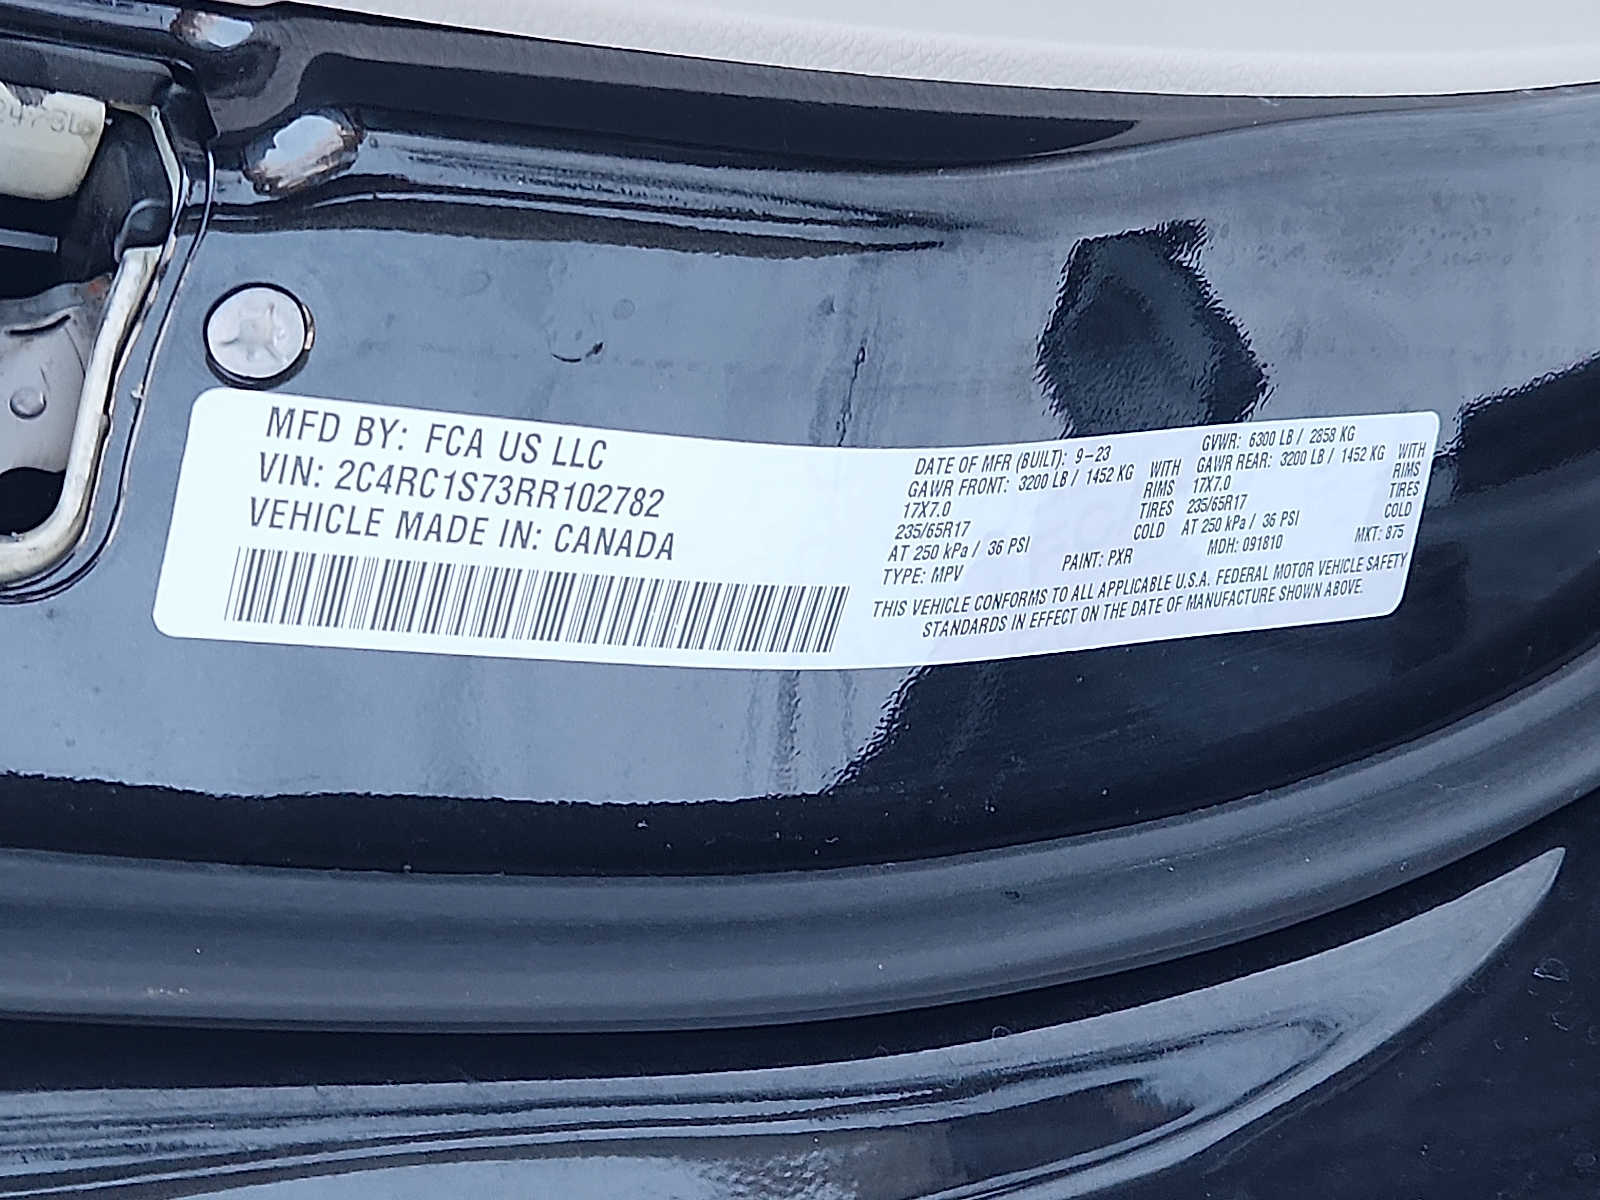 MFD BY: FCA US LLC
VIN: 2C4RC1S73RR102782
VEHICLE MADE IN: CANADA
DATE OF MFR (BUILT): 9-23 GVWR: 6300 LB / 2858 KG
GAWR FRONT: 3200 LB / 1452 KG WITH GAWR REAR: 3200 LB / 1452 KG WITH
17X7.0 RIMS 17X7.0 RIMS
235/65R17 TIRES 235/65R17 TIRES
AT 250 kPa / 36 PSI COLD AT 250 kPa / 36 PSI COLD
TYPE: MPV PAINT: PXR MDH: 091810 MKT: 875
THIS VEHICLE CONFORMS TO ALL APPLICABLE U.S.A. FEDERAL MOTOR VEHICLE SAFETY
STANDARDS IN EFFECT ON THE DATE OF MANUFACTURE SHOWN ABOVE.